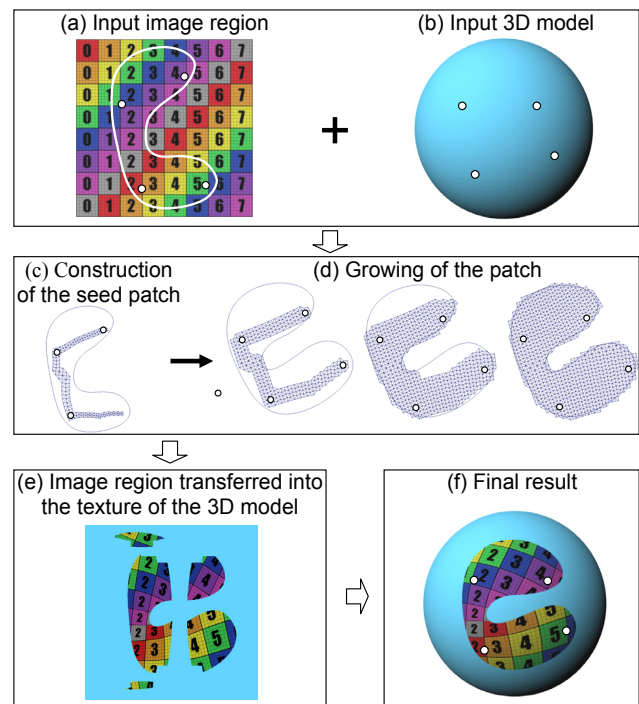 (a) Input image region
(b) Input 3D model
0 1 2 3 4 5 6 7
0 1 2 3 4 5 6 7
0 1 2 3 4 5 6 7
0 1 2 3 4 5 6 7
0 1 2 3 4 5 6 7
0 1 2 3 4 5 6 7
0 1 2 3 4 5 6 7
0 1 2 3 4 5 6 7
+
(c) Construction
of the seed patch
(d) Growing of the patch
(e) Image region transferred into
the texture of the 3D model
(f) Final result